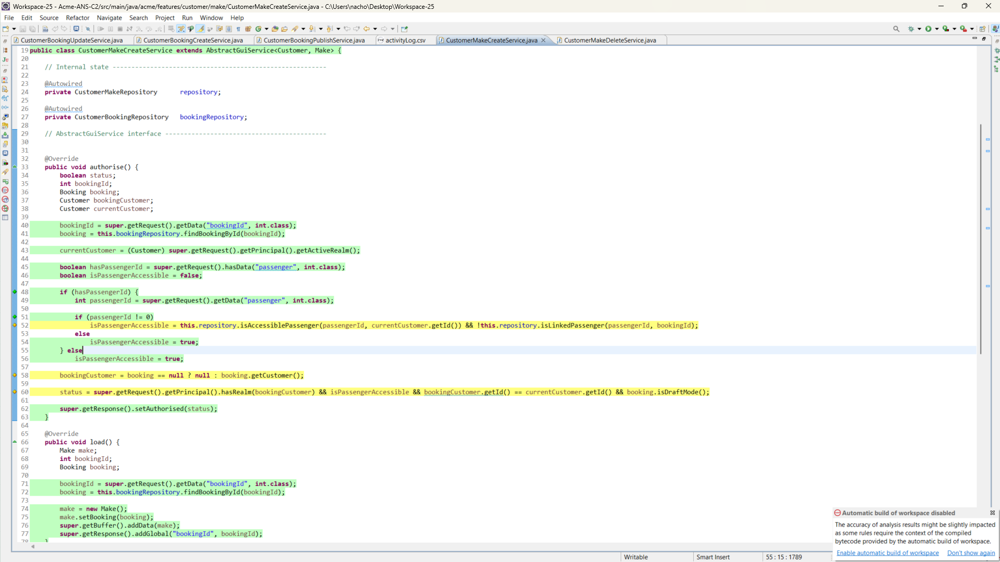 Workspace-25 - Acme-ANS-C2/src/main/java/acme/features/customer/make/CustomerMakeCreateService.java - C:\Users\nacho\Desktop\Workspace-25
File Edit Source Refactor Navigate Search Project Run Window Help
CustomerBookingUpdateService.java CustomerBookingCreateService.java CustomerBookingPublishService.java activityLog.csv CustomerMakeCreateService.java CustomerMakeDeleteService.java
19 public class CustomerMakeCreateService extends AbstractGuiService<Customer, Make> {
20
21 // Internal state ---------------------------------------------------------
22
23 @Autowired
24 private CustomerMakeRepository repository;
25
26 @Autowired
27 private CustomerBookingRepository bookingRepository;
28
29 // AbstractGuiService interface -------------------------------------------
30
31
32 @Override
33 public void authorise() {
34 boolean status;
35 int bookingId;
36 Booking booking;
37 Customer bookingCustomer;
38 Customer currentCustomer;
39
40 bookingId = super.getRequest().getData("bookingId", int.class);
41 booking = this.bookingRepository.findBookingById(bookingId);
42
43 currentCustomer = (Customer) super.getRequest().getPrincipal().getActiveRealm();
44
45 boolean hasPassengerId = super.getRequest().hasData("passenger", int.class);
46 boolean isPassengerAccessible = false;
47
48 if (hasPassengerId) {
49 int passengerId = super.getRequest().getData("passenger", int.class);
50
51 if (passengerId != 0)
52 isPassengerAccessible = this.repository.isAccessiblePassenger(passengerId, currentCustomer.getId()) && !this.repository.isLinkedPassenger(passengerId, bookingId);
53 else
54 isPassengerAccessible = true;
55 } else
56 isPassengerAccessible = true;
57
58 bookingCustomer = booking == null ? null : booking.getCustomer();
59
60 status = super.getRequest().getPrincipal().hasRealm(bookingCustomer) && isPassengerAccessible && bookingCustomer.getId() == currentCustomer.getId() && booking.isDraftMode();
61
62 super.getResponse().setAuthorised(status);
63 }
64
65 @Override
66 public void load() {
67 Make make;
68 int bookingId;
69 Booking booking;
70
71 bookingId = super.getRequest().getData("bookingId", int.class);
72 booking = this.bookingRepository.findBookingById(bookingId);
73
74 make = new Make();
75 make.setBooking(booking);
76 super.getBuffer().addData(make);
77 super.getResponse().addGlobal("bookingId", bookingId);
78 }
Automatic build of workspace disabled
The accuracy of analysis results might be slightly impacted
as some rules require the context of the compiled
bytecode provided by the automatic build of workspace.
Enable automatic build of workspace Don't show again
Writable Smart Insert 55 : 15 : 1789